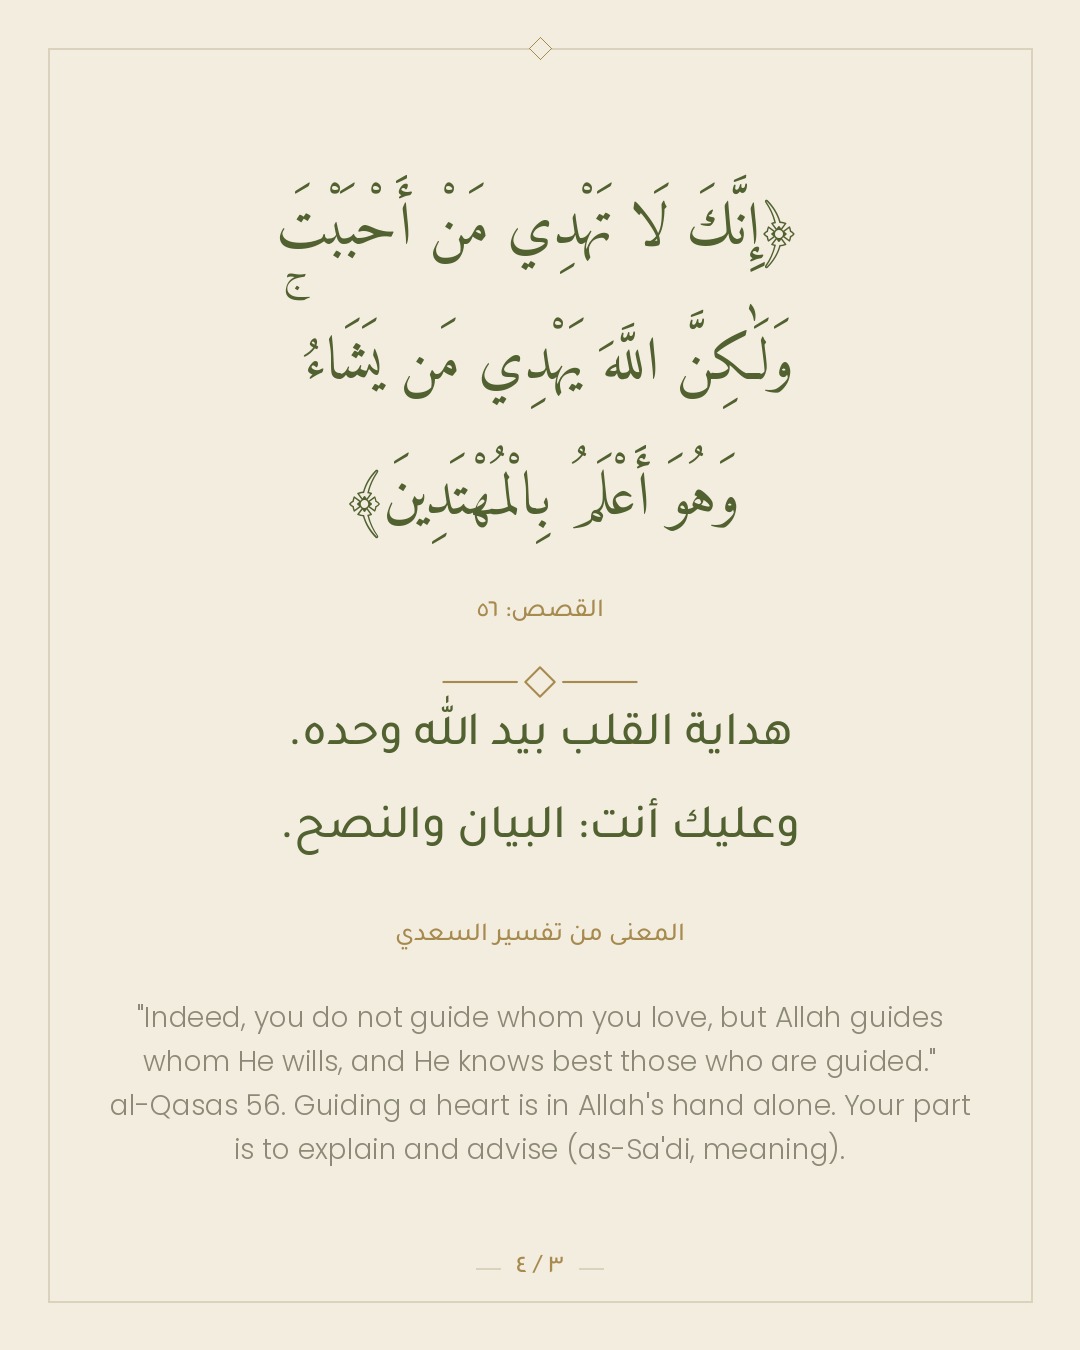 ﴿إِنَّكَ لَا تَهْدِي مَنْ أَحْبَبْتَ
وَلَٰكِنَّ اللَّهَ يَهْدِي مَن يَشَاءُ ۚ
وَهُوَ أَعْلَمُ بِالْمُهْتَدِينَ﴾
القصص: ٥٦
هداية القلب بيد الله وحده.
وعليك أنت: البيان والنصح.
المعنى من تفسير السعدي
"Indeed, you do not guide whom you love, but Allah guides
whom He wills, and He knows best those who are guided."
al-Qasas 56. Guiding a heart is in Allah's hand alone. Your part
is to explain and advise (as-Sa'di, meaning).
٣ / ٤